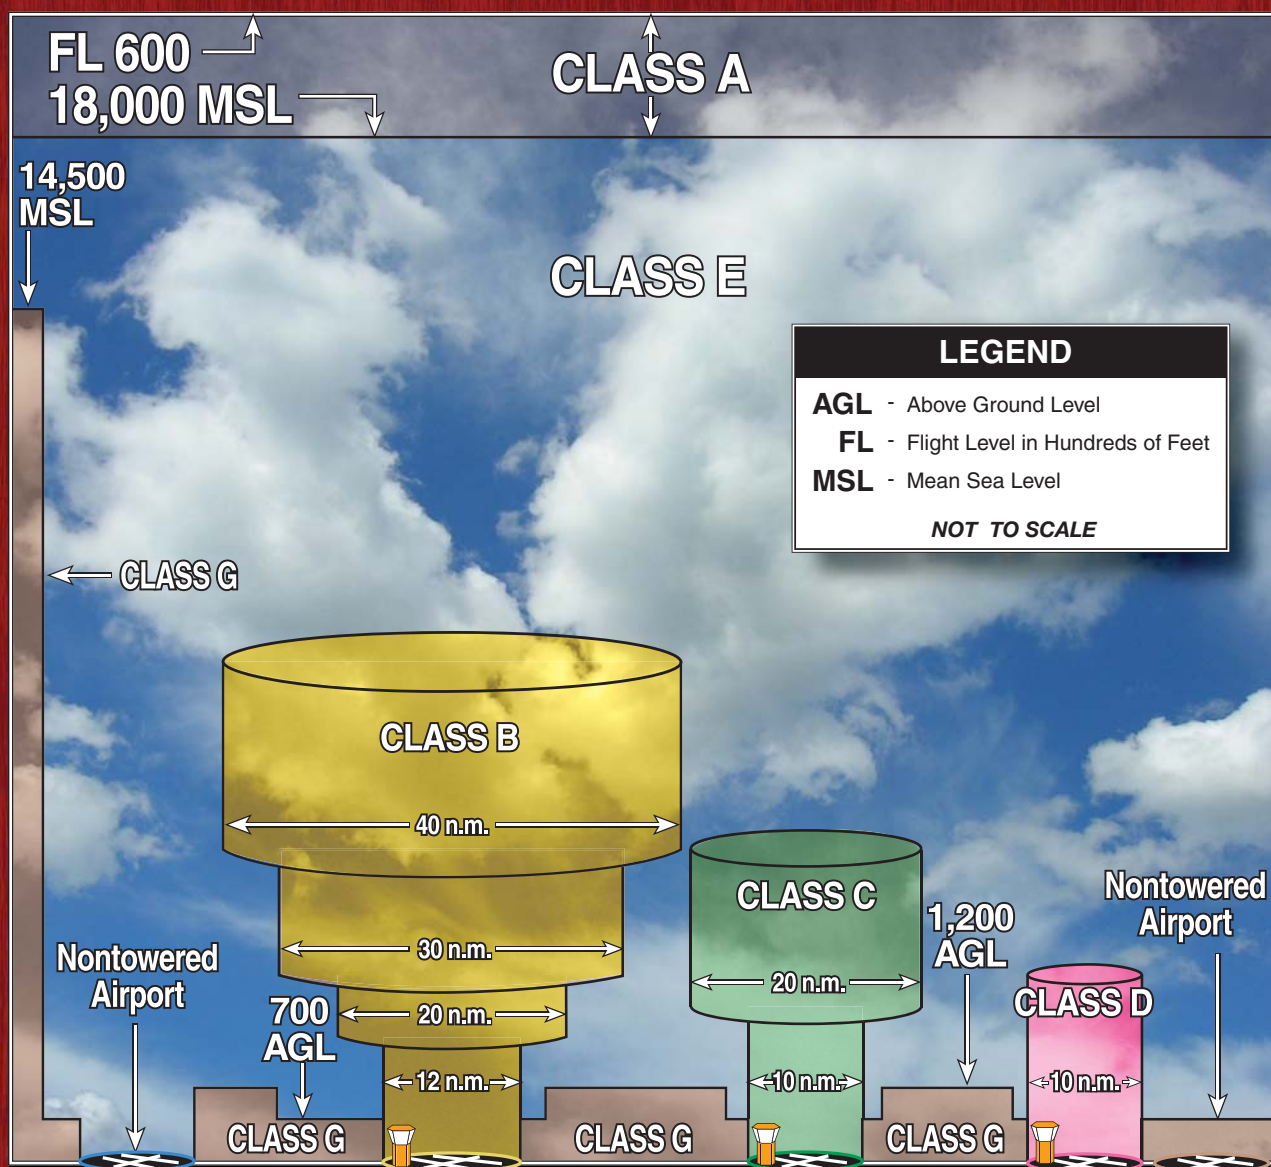 FL 600
18,000 MSL
CLASS A
14,500
MSL
CLASS E
LEGEND
AGL - Above Ground Level
FL - Flight Level in Hundreds of Feet
MSL - Mean Sea Level
NOT TO SCALE
CLASS G
CLASS B
40 n.m.
30 n.m.
20 n.m.
12 n.m.
CLASS C
20 n.m.
10 n.m.
1,200
AGL
Nontowered
Airport
CLASS D
10 n.m.
Nontowered
Airport
700
AGL
CLASS G
CLASS G
CLASS G